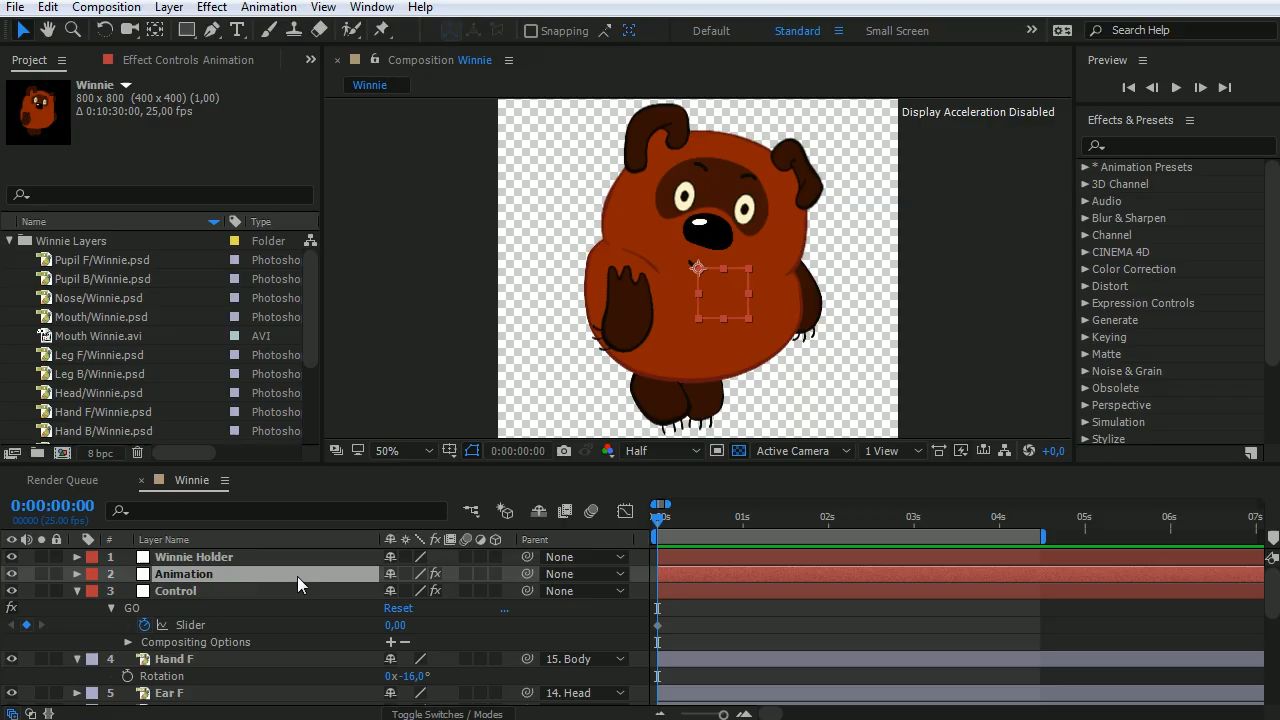 File Edit Composition Layer Effect Animation View Window Help
Snapping Default Standard Small Screen Search Help
Project Effect Controls Animation
Composition Winnie
Preview
Winnie
800 x 800 (400 x 400) (1,00)
Δ 0:10:30:00, 25,00 fps
Winnie
Display Acceleration Disabled
Effects & Presets
* Animation Presets
3D Channel
Audio
Blur & Sharpen
Channel
CINEMA 4D
Color Correction
Distort
Expression Controls
Generate
Keying
Matte
Noise & Grain
Obsolete
Perspective
Simulation
Stylize
Name Type
Winnie Layers Folder
Pupil F/Winnie.psd Photosho
Pupil B/Winnie.psd Photosho
Nose/Winnie.psd Photosho
Mouth/Winnie.psd Photosho
Mouth Winnie.avi AVI
Leg F/Winnie.psd Photosho
Leg B/Winnie.psd Photosho
Head/Winnie.psd Photosho
Hand F/Winnie.psd Photosho
Hand B/Winnie.psd Photosho
8 bpc
50% 0:00:00:00 Half Active Camera 1 View +0,0
Render Queue Winnie
0:00:00:00
00000 (25.00 fps)
:00s 01s 02s 03s 04s 05s 06s 07s
# Layer Name Parent
1 Winnie Holder None
2 Animation None
3 Control None
GO Reset ...
Slider 0,00
Compositing Options
4 Hand F 15. Body
Rotation 0x-16,0°
5 Ear F 14. Head
Toggle Switches / Modes